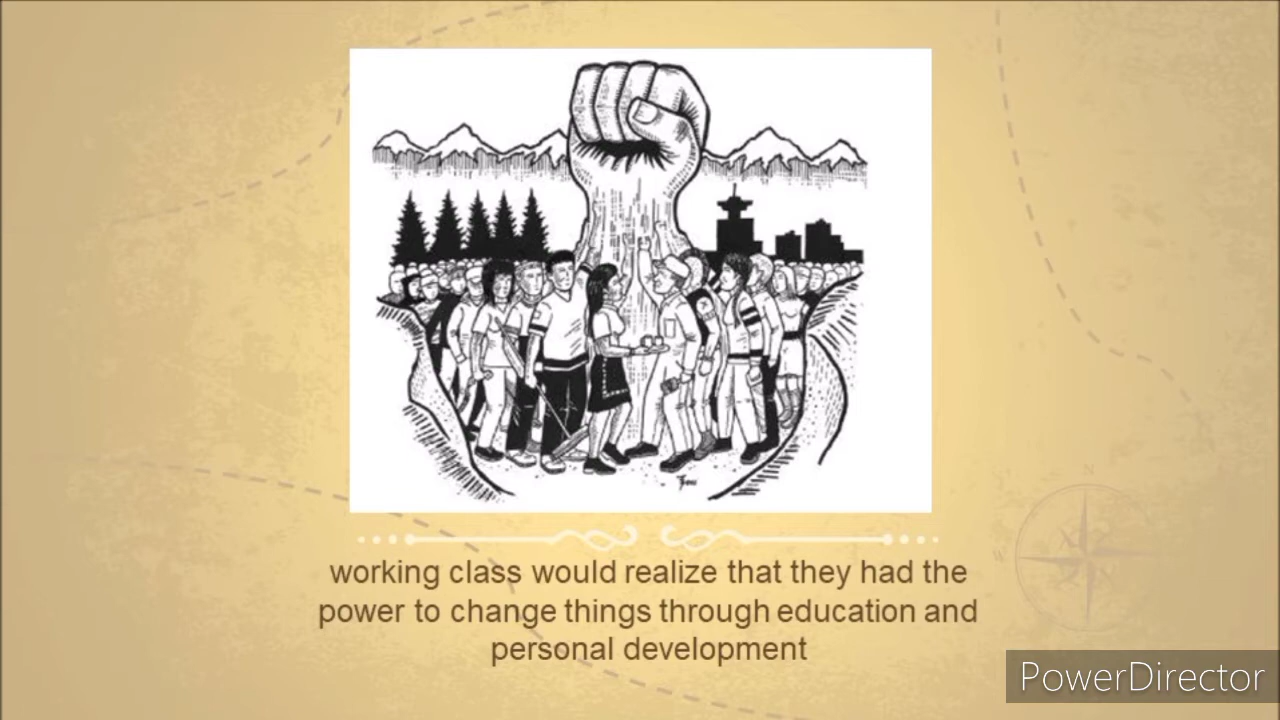 working class would realize that they had the
power to change things through education and
personal development
PowerDirector